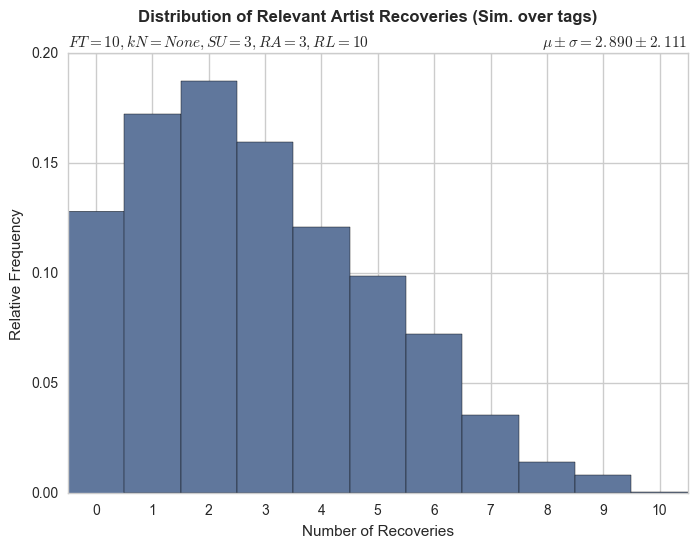 Distribution of Relevant Artist Recoveries (Sim. over tags)
FT = 10, kN = None, SU = 3, RA = 3, RL = 10 μ ± σ = 2.890 ± 2.111
0.20
0.15
0.10
0.05
0.00
Relative Frequency
0 1 2 3 4 5 6 7 8 9 10
Number of Recoveries